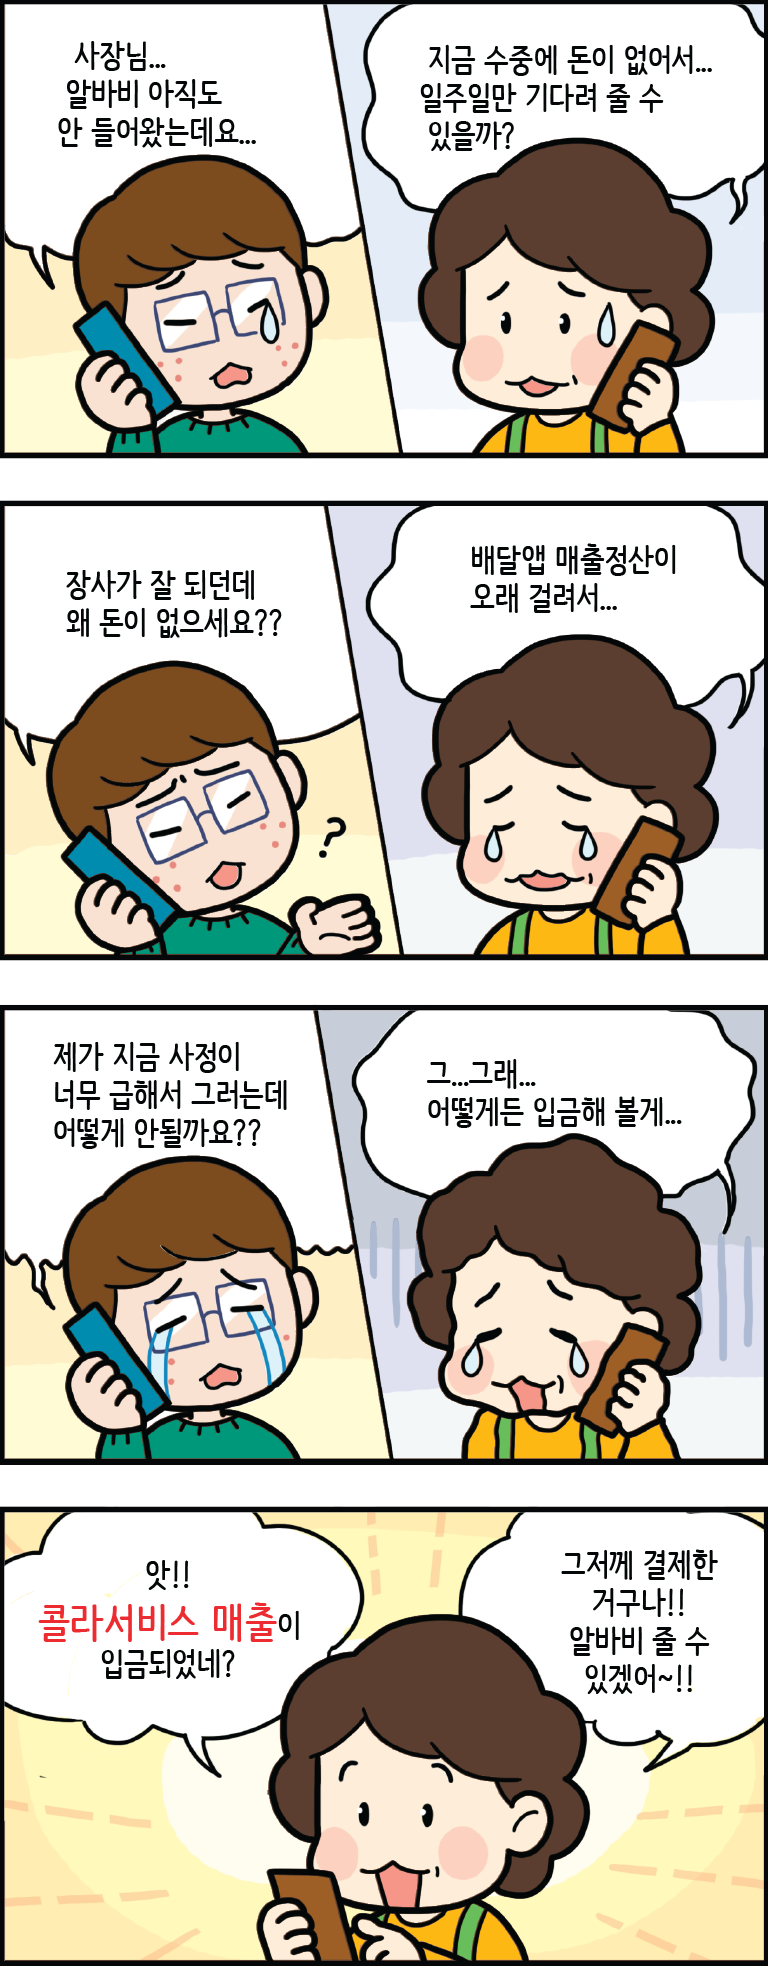 사장님...
알바비 아직도
안 들어왔는데요...
지금 수중에 돈이 없어서...
일주일만 기다려 줄 수
있을까?
장사가 잘 되던데
왜 돈이 없으세요??
배달앱 매출정산이
오래 걸려서...
?
제가 지금 사정이
너무 급해서 그러는데
어떻게 안될까요??
그...그래...
어떻게든 입금해 볼게...
앗!!
콜라서비스 매출이
입금되었네?
그저께 결제한
거구나!!
알바비 줄 수
있겠어~!!